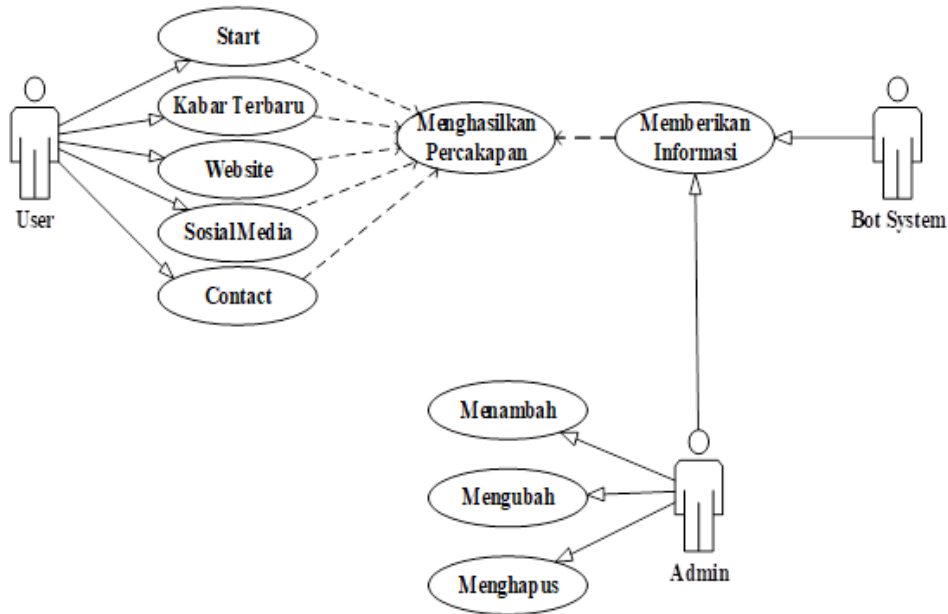 Start
Kabar Terbaru
Website
SosialMedia
Contact
User
Menghasilkan
Percakapan
Memberikan
Informasi
Bot System
Menambah
Mengubah
Menghapus
Admin